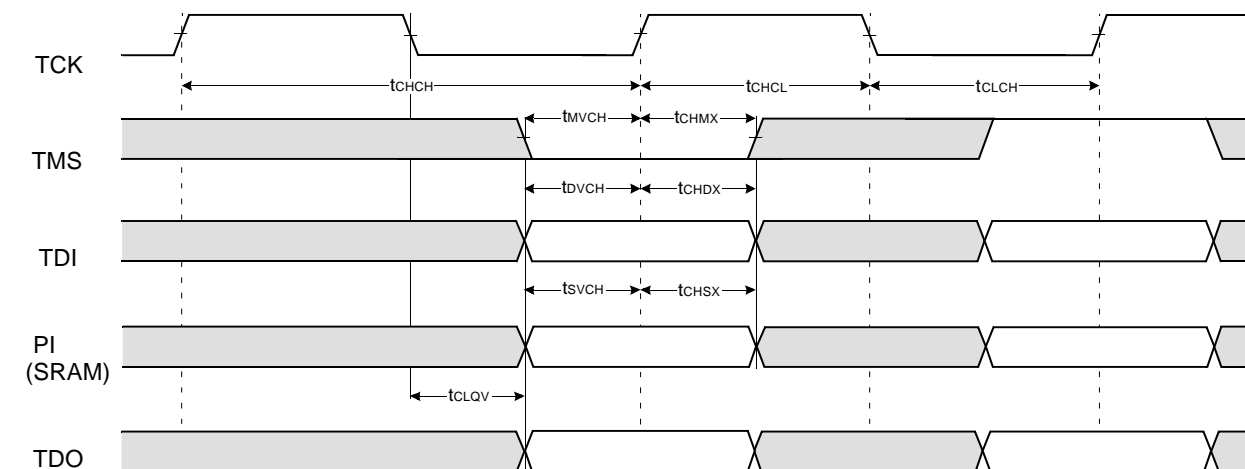 TCK
tCHCH
tCHCL
tCLCH
tMVCH
tCHMX
TMS
tDVCH
tCHDX
TDI
tSVCH
tCHSX
PI
(SRAM)
tCLQV
TDO